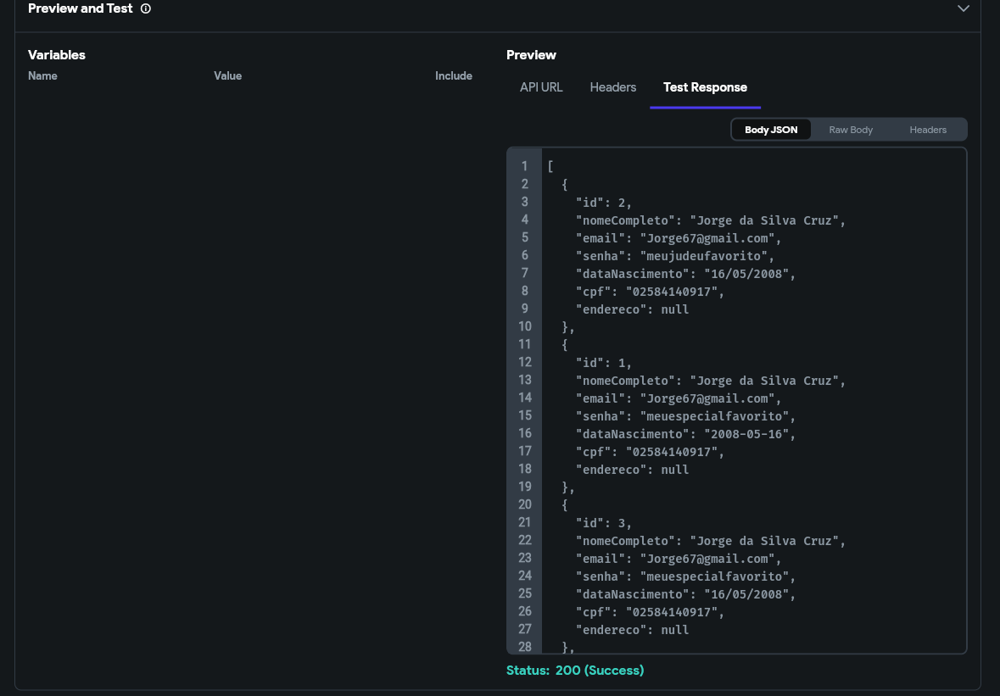 Preview and Test
Variables
Name Value Include
Preview
API URL Headers Test Response
Body JSON Raw Body Headers
1 [
2 {
3 "id": 2,
4 "nomeCompleto": "Jorge da Silva Cruz",
5 "email": "Jorge67@gmail.com",
6 "senha": "meujudeufavorito",
7 "dataNascimento": "16/05/2008",
8 "cpf": "02584140917",
9 "endereco": null
10 },
11 {
12 "id": 1,
13 "nomeCompleto": "Jorge da Silva Cruz",
14 "email": "Jorge67@gmail.com",
15 "senha": "meuespecialfavorito",
16 "dataNascimento": "2008-05-16",
17 "cpf": "02584140917",
18 "endereco": null
19 },
20 {
21 "id": 3,
22 "nomeCompleto": "Jorge da Silva Cruz",
23 "email": "Jorge67@gmail.com",
24 "senha": "meuespecialfavorito",
25 "dataNascimento": "16/05/2008",
26 "cpf": "02584140917",
27 "endereco": null
28 },
Status: 200 (Success)